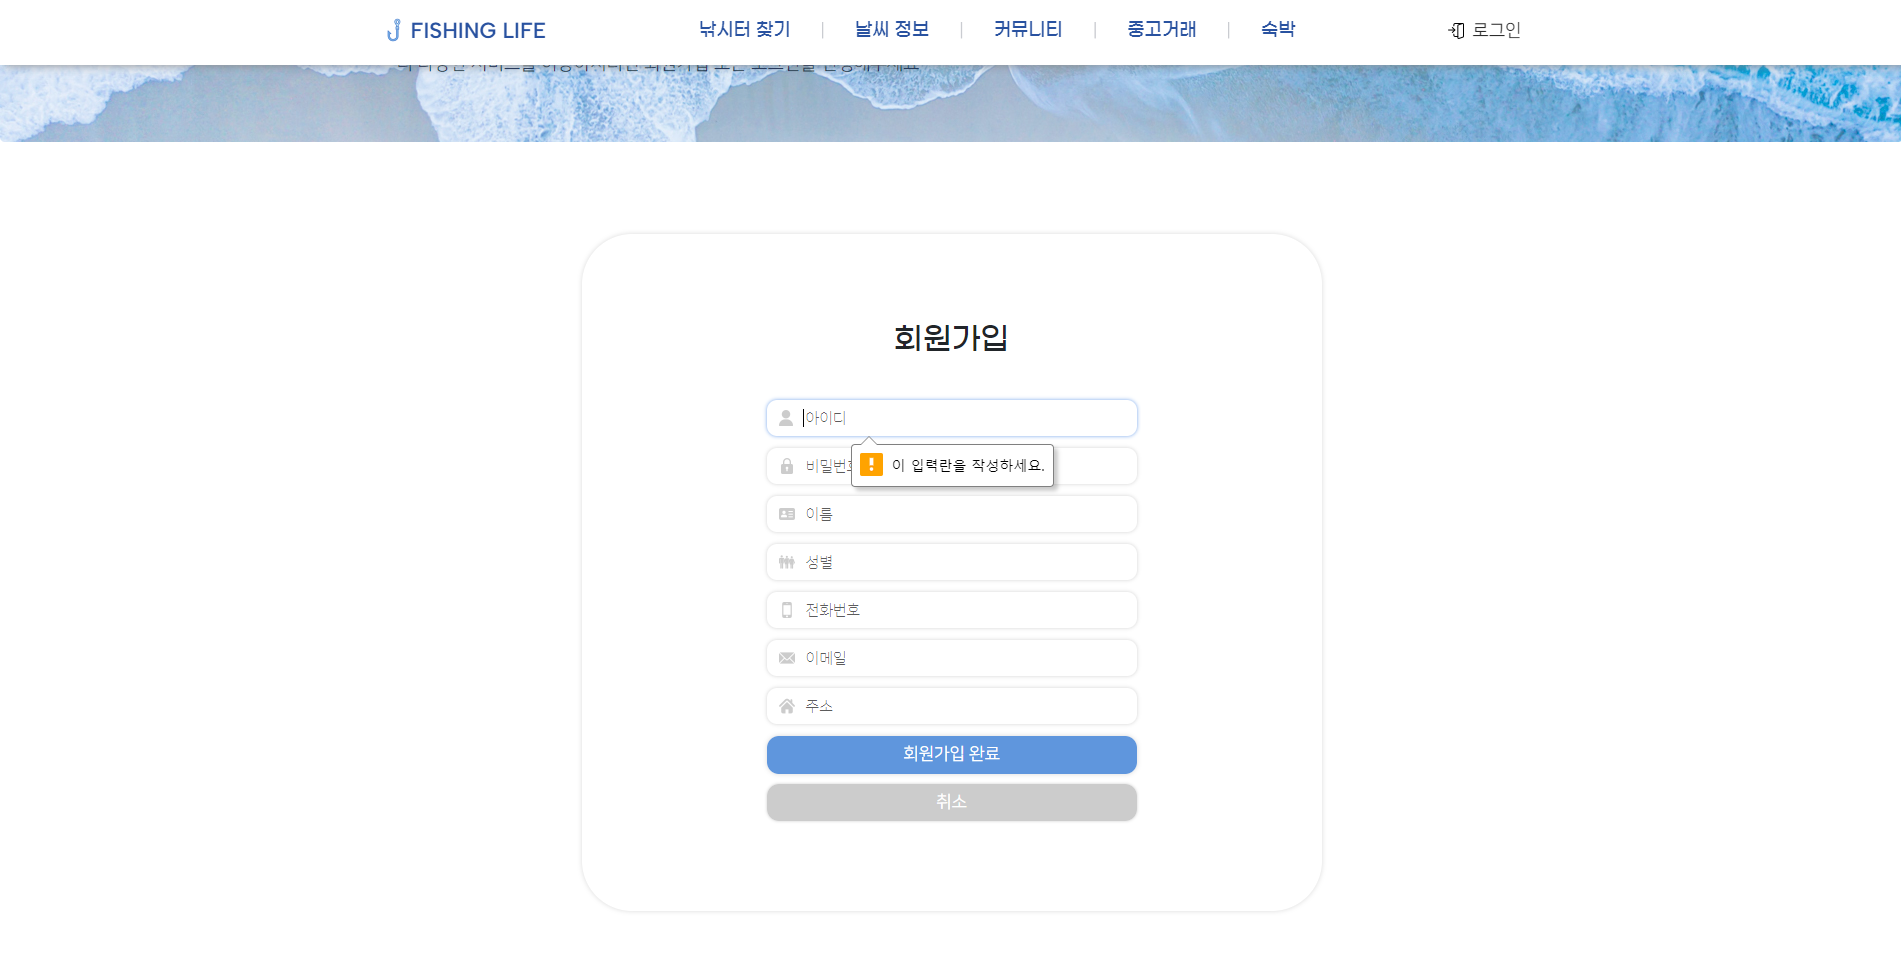 FISHING LIFE
낚시터 찾기 | 날씨 정보 | 커뮤니티 | 중고거래 | 숙박
로그인
회원가입
아이디
이 입력란을 작성하세요.
이름
성별
전화번호
이메일
주소
회원가입 완료
취소